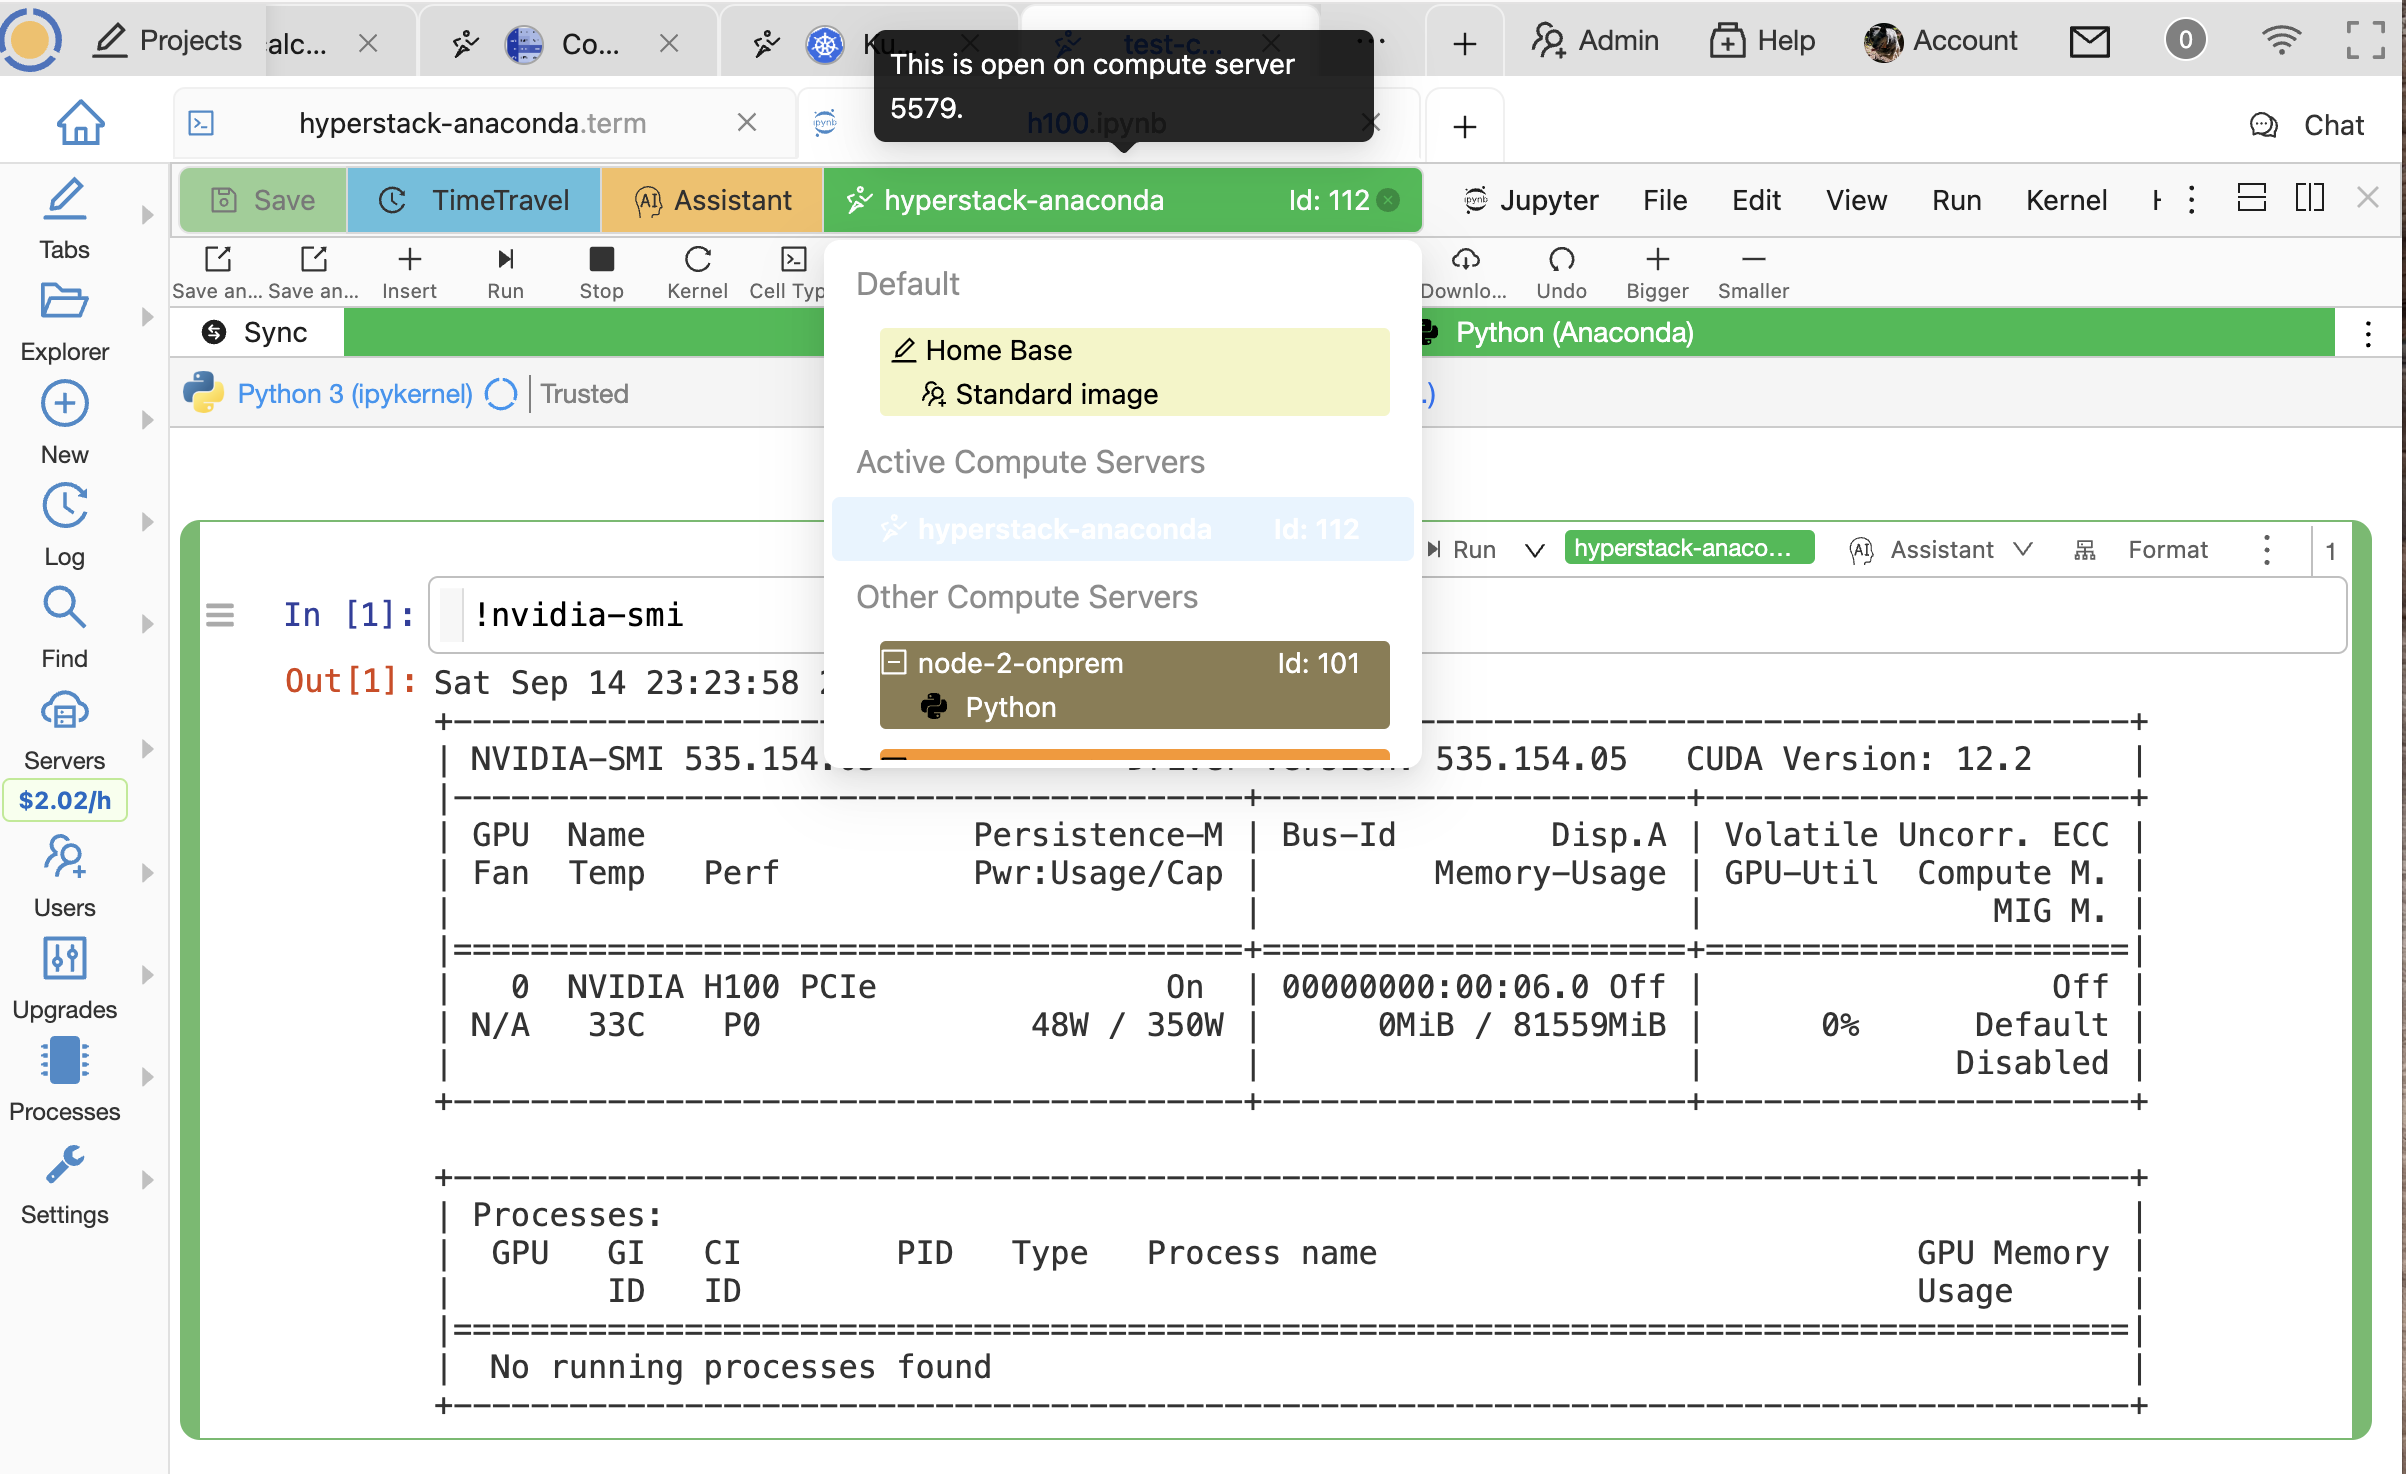 Projects
alc...
Co...
Ku...
test-c...
Admin
Help
Account
0
This is open on compute server
5579.
hyperstack-anaconda.term
h100.ipynb
Chat
Save
TimeTravel
Assistant
hyperstack-anaconda Id: 112
Jupyter
File
Edit
View
Run
Kernel
Save an...
Save an...
Insert
Run
Stop
Kernel
Cell Typ
Downlo...
Undo
Bigger
Smaller
Sync
Python (Anaconda)
Python 3 (ipykernel)
Trusted
Tabs
Explorer
New
Log
Find
Servers
$2.02/h
Users
Upgrades
Processes
Settings
Default
Home Base
Standard image
Active Compute Servers
hyperstack-anaconda Id: 112
Other Compute Servers
node-2-onprem Id: 101
Python
Run
hyperstack-anaco...
Assistant
Format
1
In [1]: !nvidia-smi
Out[1]: Sat Sep 14 23:23:58
+-----------------------------------------------------------------------------------------+
| NVIDIA-SMI 535.154.05 Driver Version: 535.154.05 CUDA Version: 12.2 |
|-----------------------------------------+----------------------+----------------------+
| GPU Name Persistence-M | Bus-Id Disp.A | Volatile Uncorr. ECC |
| Fan Temp Perf Pwr:Usage/Cap | Memory-Usage | GPU-Util Compute M. |
| | | MIG M. |
|=========================================+======================+======================|
| 0 NVIDIA H100 PCIe On | 00000000:00:06.0 Off | Off |
| N/A 33C P0 48W / 350W | 0MiB / 81559MiB | 0% Default |
| | | Disabled |
+-----------------------------------------+----------------------+----------------------+
+---------------------------------------------------------------------------------------+
| Processes: |
| GPU GI CI PID Type Process name GPU Memory |
| ID ID Usage |
|=======================================================================================|
| No running processes found |
+---------------------------------------------------------------------------------------+